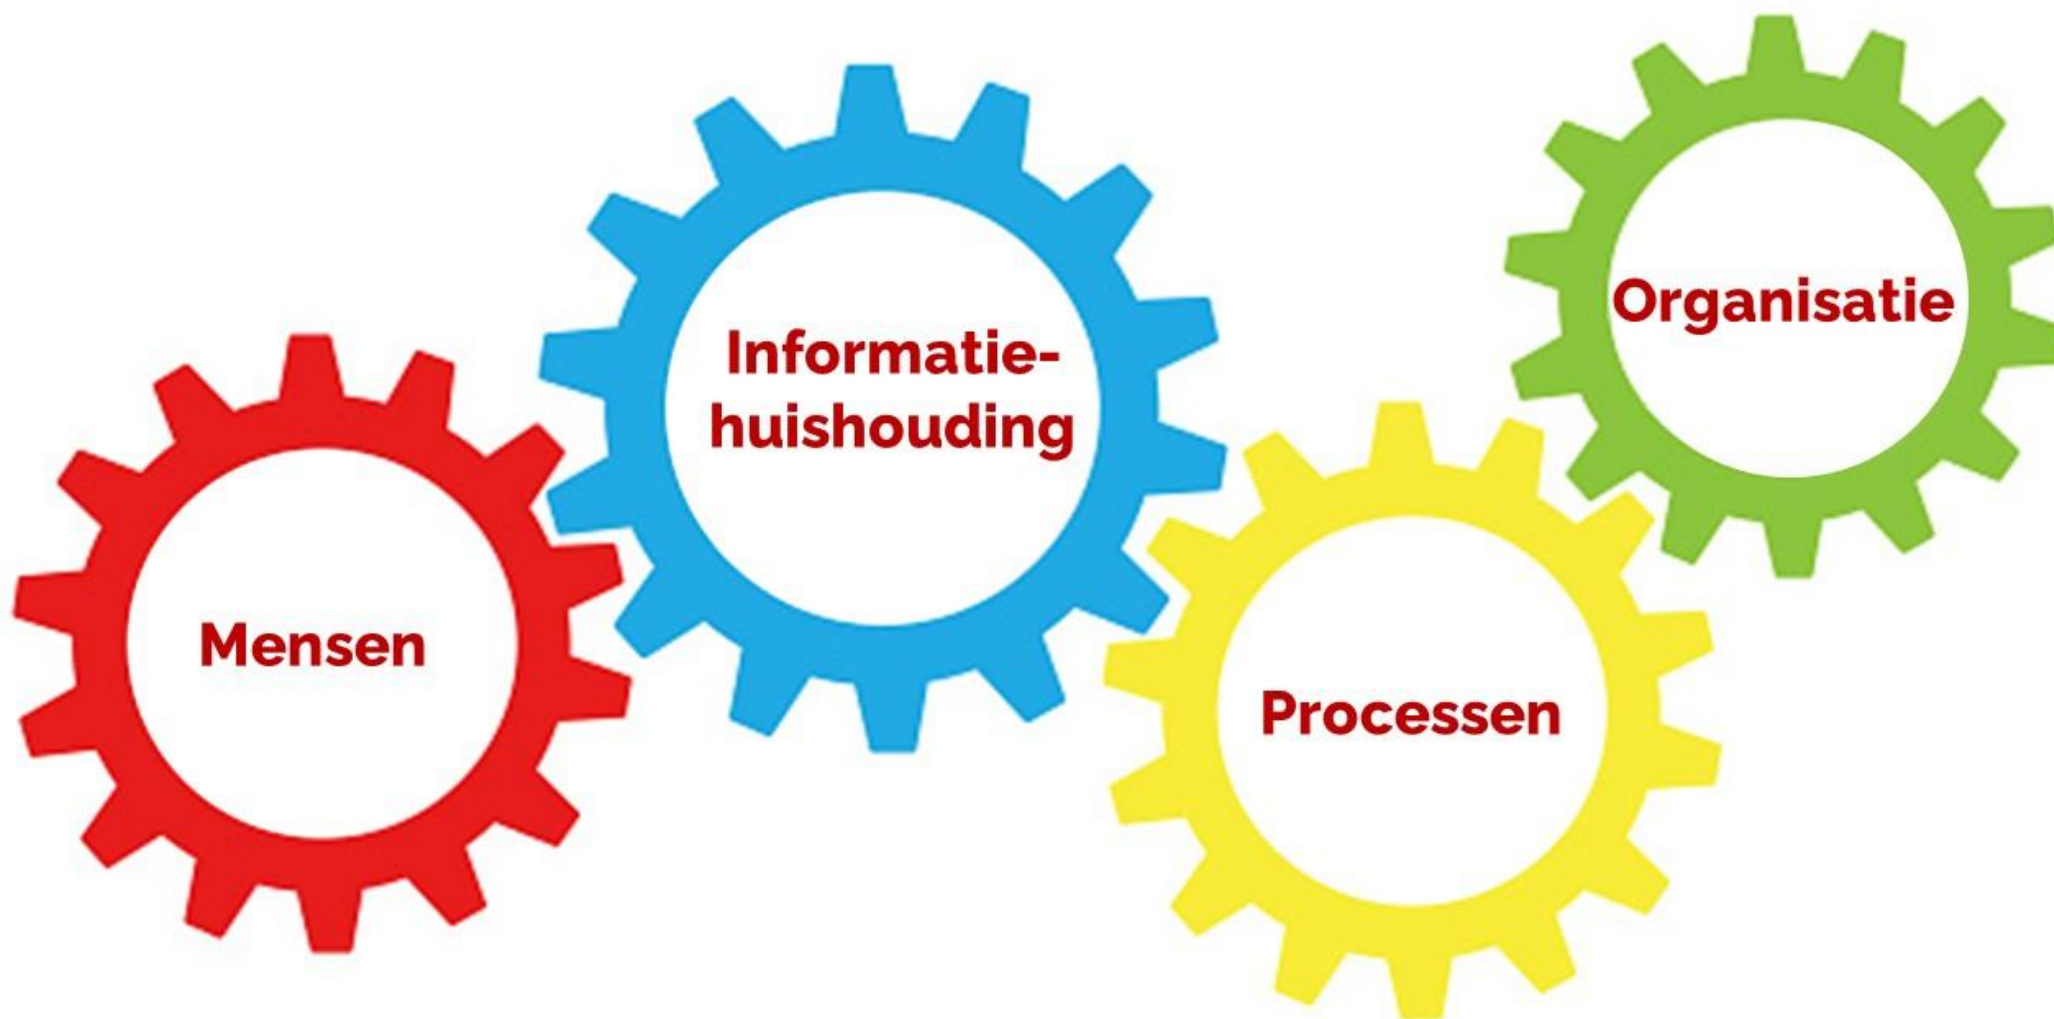 Mensen
Informatie-
huishouding
Processen
Organisatie